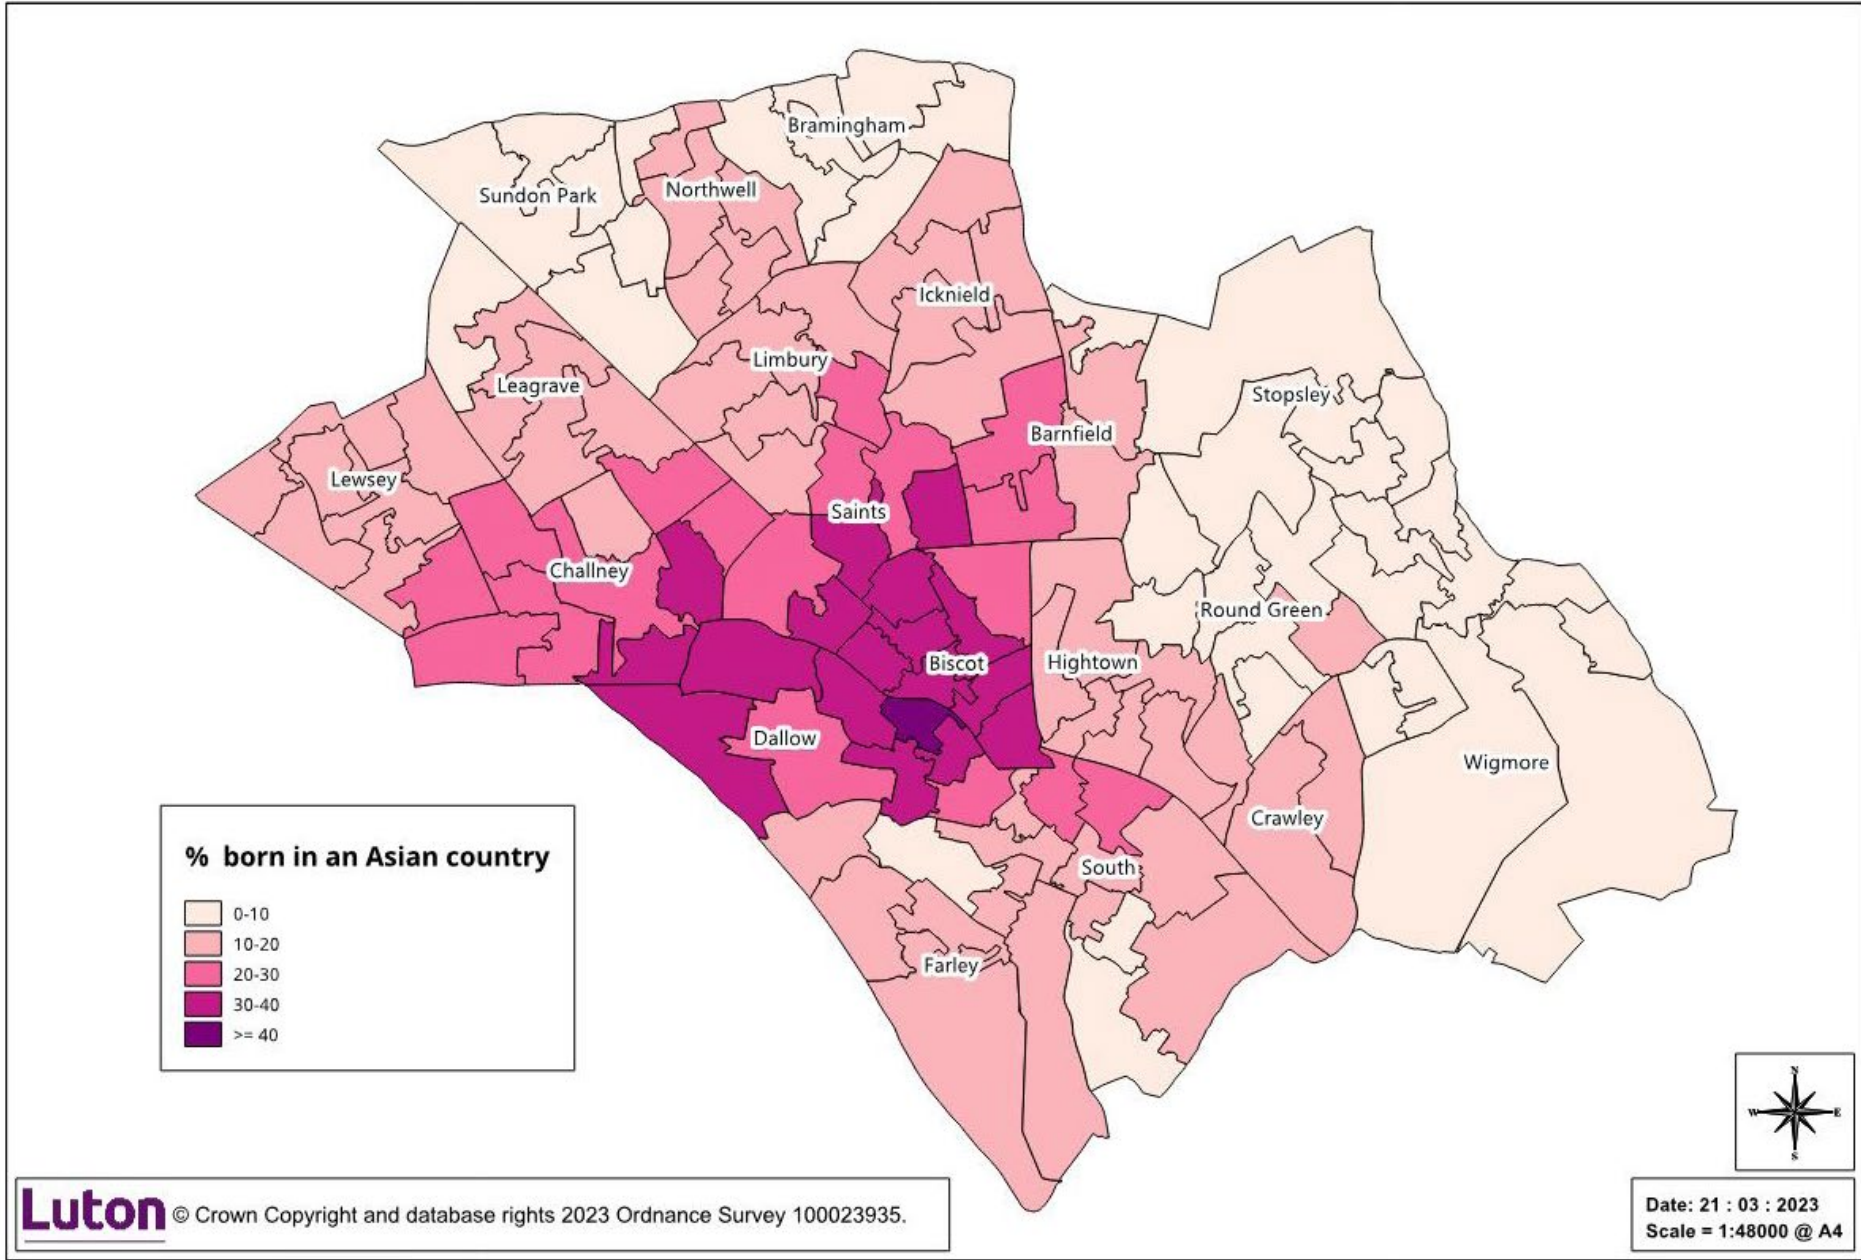 Bramingham
Sundon Park
Northwell
Icknield
Limbury
Leagrave
Stopsley
Barnfield
Lewsey
Saints
Challney
Round Green
Biscot
Hightown
Dallow
Wigmore
Crawley
South
Farley
% born in an Asian country
0-10
10-20
20-30
30-40
>= 40
N
W E
S
Luton © Crown Copyright and database rights 2023 Ordnance Survey 100023935.
Date: 21 : 03 : 2023
Scale = 1:48000 @ A4